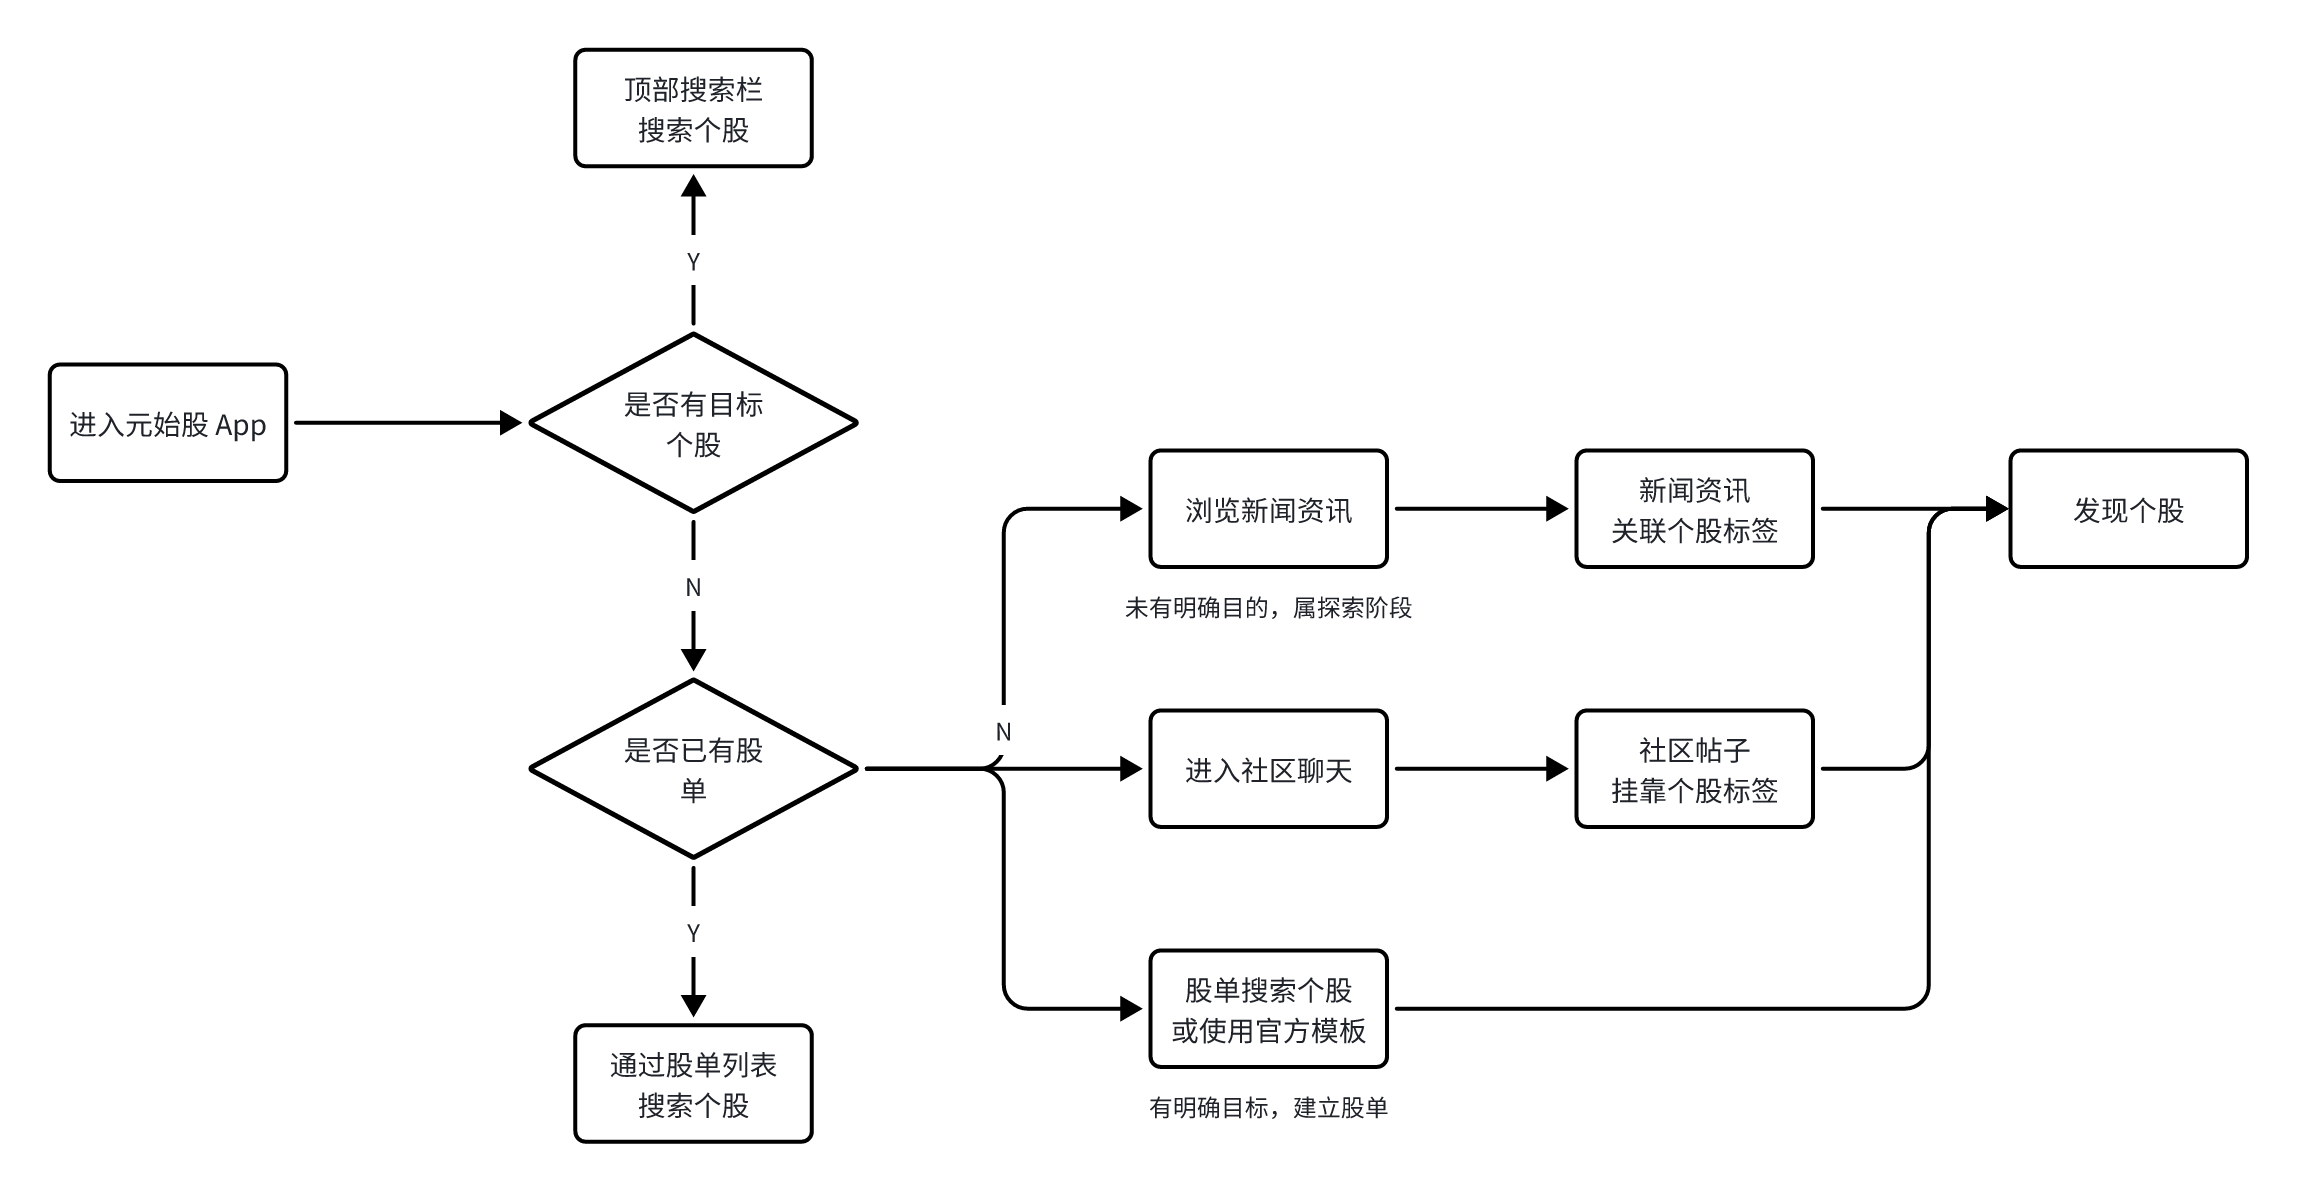 顶部搜索栏
搜索个股
Y
进入元始股 App
是否有目标
个股
N
浏览新闻资讯
新闻资讯
关联个股标签
发现个股
未有明确目的，属探索阶段
是否已有股
单
N
进入社区聊天
社区帖子
挂靠个股标签
Y
股单搜索个股
或使用官方模板
通过股单列表
搜索个股
有明确目标，建立股单